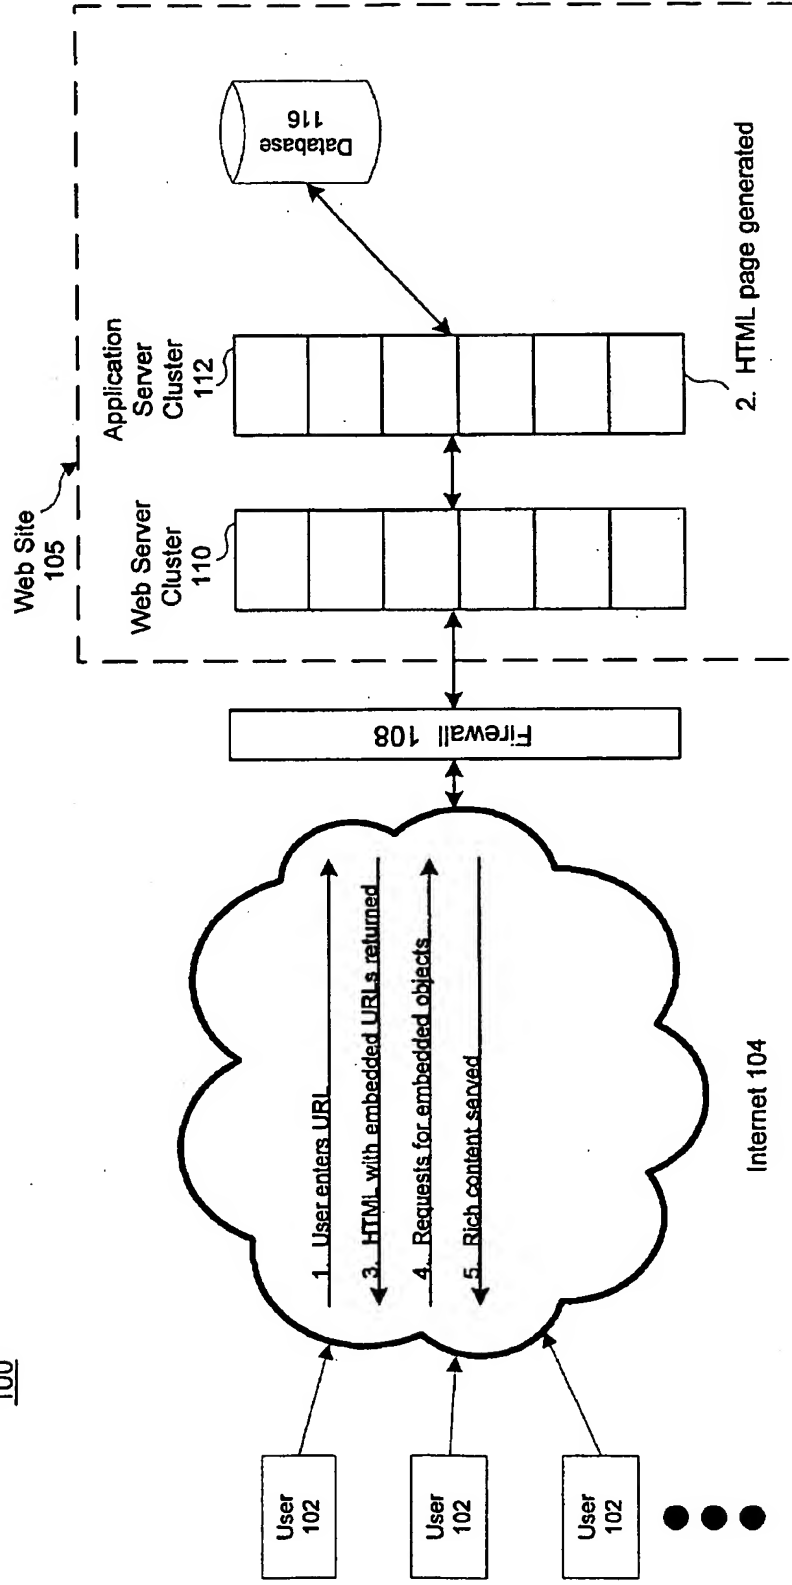 100
Web Site
105
Web Server
Cluster
110
Application
Server
Cluster
112
Database
116
Firewall 108
2. HTML page generated
1. User enters URL
3. HTML with embedded URLs returned
4. Requests for embedded objects
5. Rich content served
Internet 104
User
102
User
102
User
102